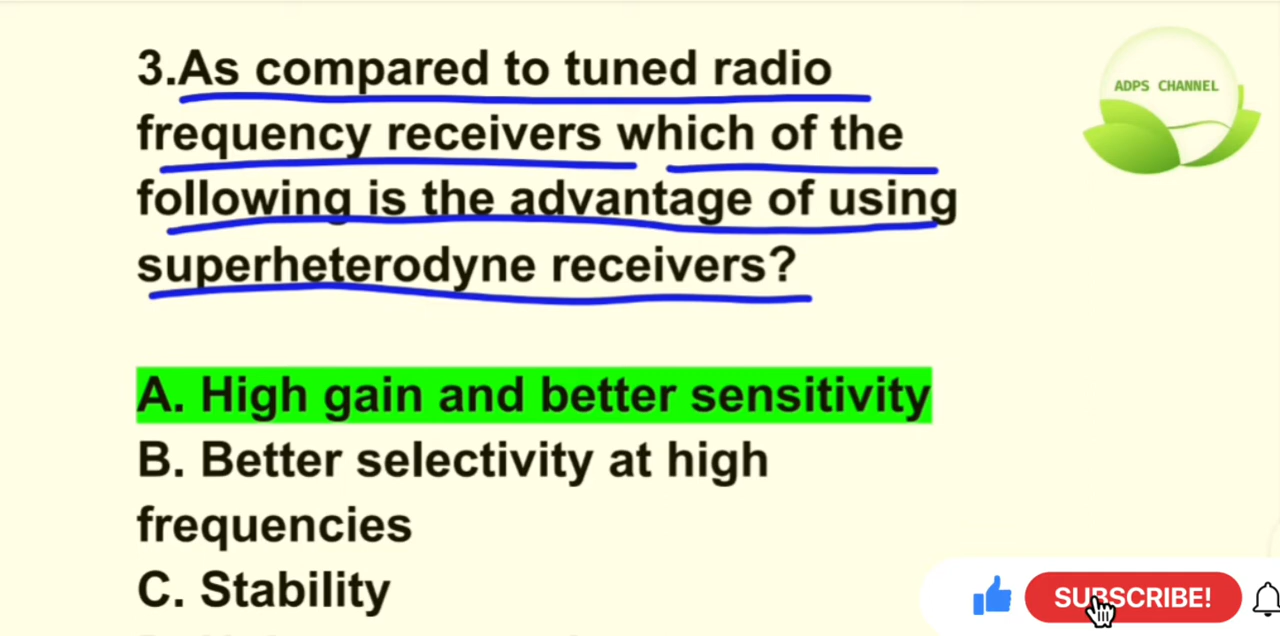 3.As compared to tuned radio
frequency receivers which of the
following is the advantage of using
superheterodyne receivers?
ADPS CHANNEL
A. High gain and better sensitivity
B. Better selectivity at high
frequencies
C. Stability
SUBSCRIBE!